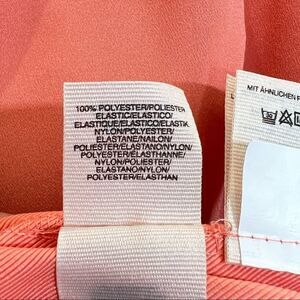 100% POLYESTER/POLIESTER
ELASTIC/ELASTICO/
ELASTIQUE/ELASTICO/ELASTIK
NYLON/POLYESTER/
ELASTANE/NAILON/
POLIESTER/ELASTANO/NYLON/
POLYESTER/ELASTHANNE/
NYLON/POLIESTER/
ELASTANO/NYLON/
POLYESTER/ELASTHAN
MIT ÄHNLICHEN